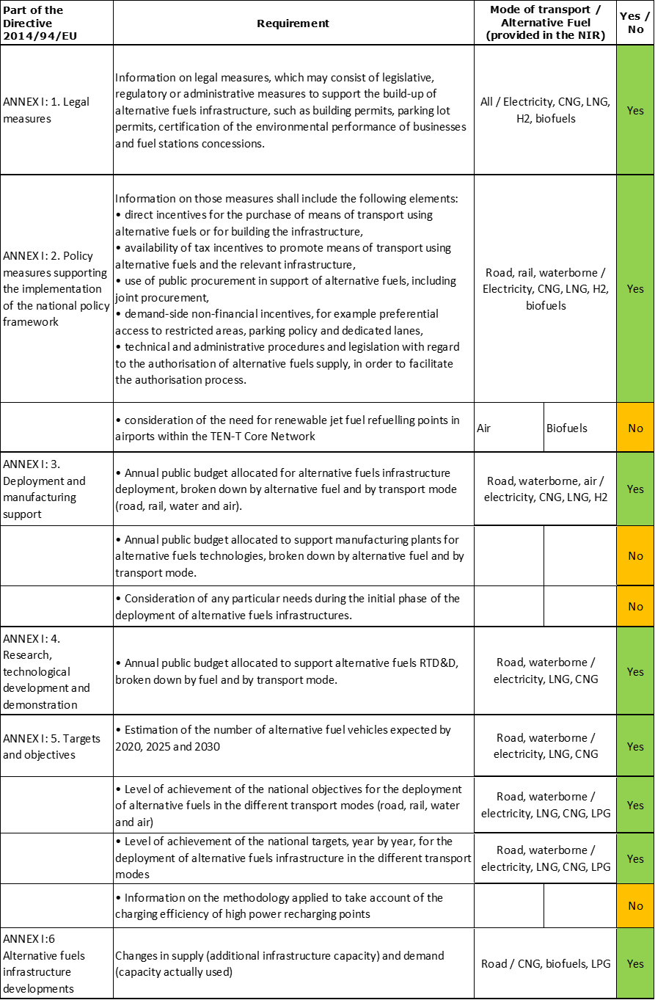 Part of the
Directive
2014/94/EU
Requirement
Mode of transport /
Alternative Fuel
(provided in the NIR)
Yes /
No
ANNEX I: 1. Legal
measures
Information on legal measures, which may consist of legislative,
regulatory or administrative measures to support the build-up of
alternative fuels infrastructure, such as building permits, parking lot
permits, certification of the environmental performance of businesses
and fuel stations concessions.
All / Electricity, CNG, LNG,
H2, biofuels
Yes
ANNEX I: 2. Policy
measures supporting
the implementation
of the national policy
framework
Information on those measures shall include the following elements:
• direct incentives for the purchase of means of transport using
alternative fuels or for building the infrastructure,
• availability of tax incentives to promote means of transport using
alternative fuels and the relevant infrastructure,
• use of public procurement in support of alternative fuels, including
joint procurement,
• demand-side non-financial incentives, for example preferential
access to restricted areas, parking policy and dedicated lanes,
• technical and administrative procedures and legislation with regard
to the authorisation of alternative fuels supply, in order to facilitate
the authorisation process.
Road, rail, waterborne /
Electricity, CNG, LNG, H2,
biofuels
Yes
• consideration of the need for renewable jet fuel refuelling points in
airports within the TEN-T Core Network
Air
Biofuels
No
ANNEX I: 3.
Deployment and
manufacturing
support
• Annual public budget allocated for alternative fuels infrastructure
deployment, broken down by alternative fuel and by transport mode
(road, rail, water and air).
Road, waterborne, air /
electricity, CNG, LNG, H2
Yes
• Annual public budget allocated to support manufacturing plants for
alternative fuels technologies, broken down by alternative fuel and by
transport mode.
No
• Consideration of any particular needs during the initial phase of the
deployment of alternative fuels infrastructures.
No
ANNEX I: 4.
Research,
technological
development and
demonstration
• Annual public budget allocated to support alternative fuels RTD&D,
broken down by fuel and by transport mode.
Road, waterborne /
electricity, LNG, CNG
Yes
ANNEX I: 5. Targets
and objectives
• Estimation of the number of alternative fuel vehicles expected by
2020, 2025 and 2030
Road, waterborne /
electricity, LNG, CNG
Yes
• Level of achievement of the national objectives for the deployment
of alternative fuels in the different transport modes (road, rail, water
and air)
Road, waterborne /
electricity, LNG, CNG, LPG
Yes
• Level of achievement of the national targets, year by year, for the
deployment of alternative fuels infrastructure in the different transport
modes
Road, waterborne /
electricity, LNG, CNG, LPG
Yes
• Information on the methodology applied to take account of the
charging efficiency of high power recharging points
No
ANNEX I:6
Alternative fuels
infrastructure
developments
Changes in supply (additional infrastructure capacity) and demand
(capacity actually used)
Road / CNG, biofuels, LPG
Yes